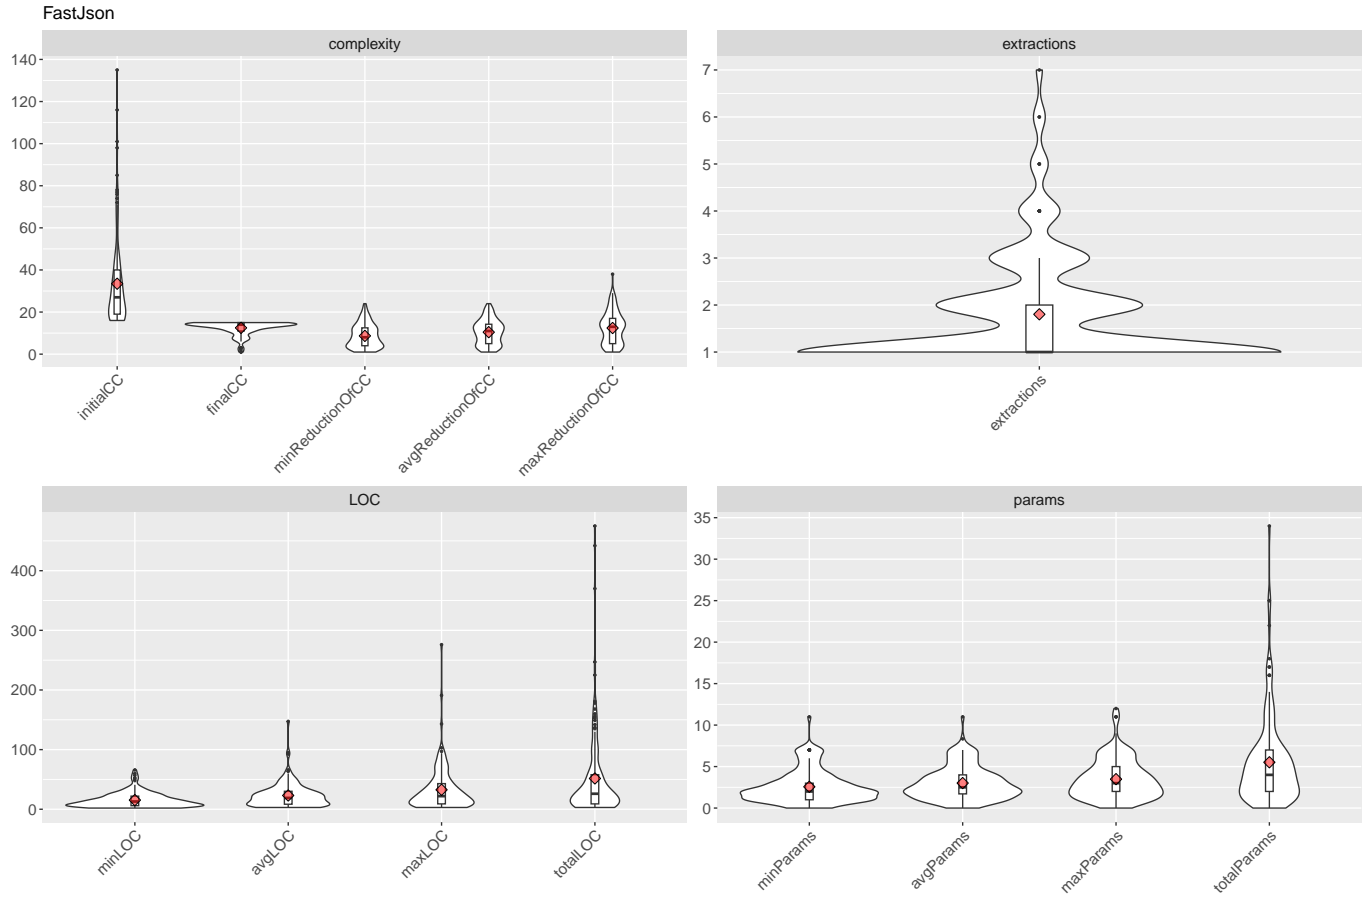 FastJson
complexity
140
120
100
80
60
40
20
0
initialCC
finalCC
minReductionOfCC
avgReductionOfCC
maxReductionOfCC
extractions
7
6
5
4
3
2
1
extractions
LOC
400
300
200
100
0
minLOC
avgLOC
maxLOC
totalLOC
params
35
30
25
20
15
10
5
0
minParams
avgParams
maxParams
totalParams